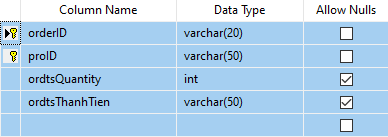 Column Name Data Type Allow Nulls
orderID varchar(20)
proID varchar(50)
ordtsQuantity int
ordtsThanhTien varchar(50)